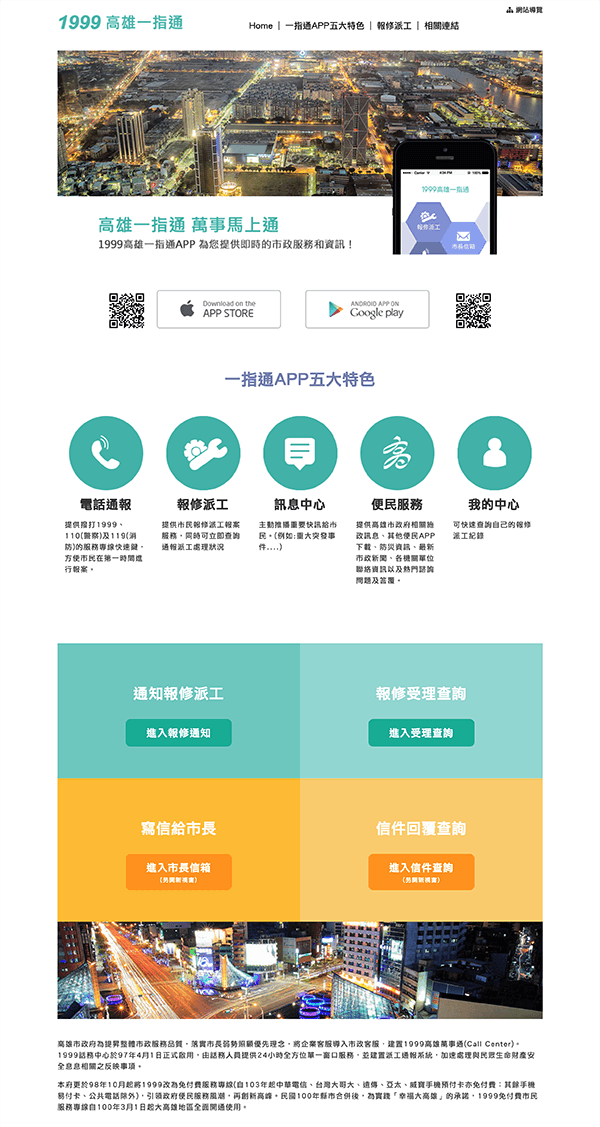 網站導覽
1999 高雄一指通
Home | 一指通APP五大特色 | 報修派工 | 相關連結
1999高雄一指通
報修派工
市長信箱
高雄一指通 萬事馬上通
1999高雄一指通APP 為您提供即時的市政服務和資訊！
Download on the
APP STORE
ANDROID APP ON
Google play
一指通APP五大特色
電話通報
提供撥打1999、
110(警察)及119(消
防)的服務專線快速鍵，
方便市民在第一時間進
行報案。
報修派工
提供市民報修派工報案
服務，同時可立即查詢
通報派工處理狀況
訊息中心
主動推播重要快訊給市
民。(例如:重大突發事
件....)
便民服務
提供高雄市政府相關施
政訊息、其他便民APP
下載、防災資訊、最新
市政新聞、各機關單位
聯絡資訊以及熱門諮詢
問題及答覆。
我的中心
可快速查詢自己的報修
派工紀錄
通知報修派工
進入報修通知
報修受理查詢
進入受理查詢
寫信給市長
進入市長信箱
(另開新視窗)
信件回覆查詢
進入信件查詢
(另開新視窗)
高雄市政府為提昇整體市政服務品質，落實市長弱勢照顧優先理念，將企業客服導入市政客服，建置1999高雄萬事通(Call Center)。
1999話務中心於97年4月1日正式啟用，由話務人員提供24小時全方位單一窗口服務，並建置派工通報系統，加速處理與民眾生命財產安
全息息相關之反映事項。
本府更於98年10月起將1999改為免付費服務專線(自103年起中華電信、台灣大哥大、遠傳、亞太、威寶手機預付卡亦免付費；其餘手機
易付卡、公共電話除外)，引領政府便民服務風潮，再創新高峰。民國100年縣市合併後，為實踐「幸福大高雄」的承諾，1999免付費市民
服務專線自100年3月1日起大高雄地區全面開通使用。